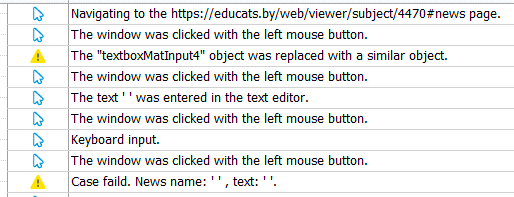 Navigating to the https://educats.by/web/viewer/subject/4470#news page.
The window was clicked with the left mouse button.
The "textboxMatInput4" object was replaced with a similar object.
The window was clicked with the left mouse button.
The text ' ' was entered in the text editor.
The window was clicked with the left mouse button.
Keyboard input.
The window was clicked with the left mouse button.
Case faild. News name: ' ' , text: ' '.